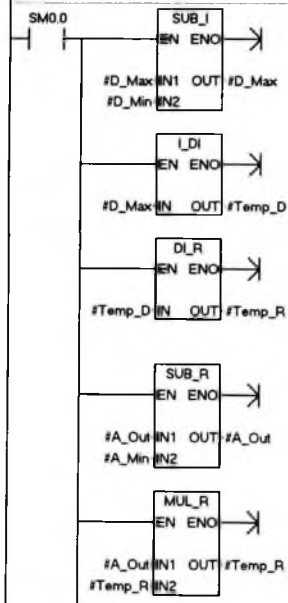 SM0.0
SUB_I
EN ENO
#D_Max IN1 OUT #D_Max
#D_Min IN2
I_DI
EN ENO
#D_Max IN OUT #Temp_D
DI_R
EN ENO
#Temp_D IN OUT #Temp_R
SUB_R
EN ENO
#A_Out IN1 OUT #A_Out
#A_Min IN2
MUL_R
EN ENO
#A_Out IN1 OUT #Temp_R
#Temp_R IN2